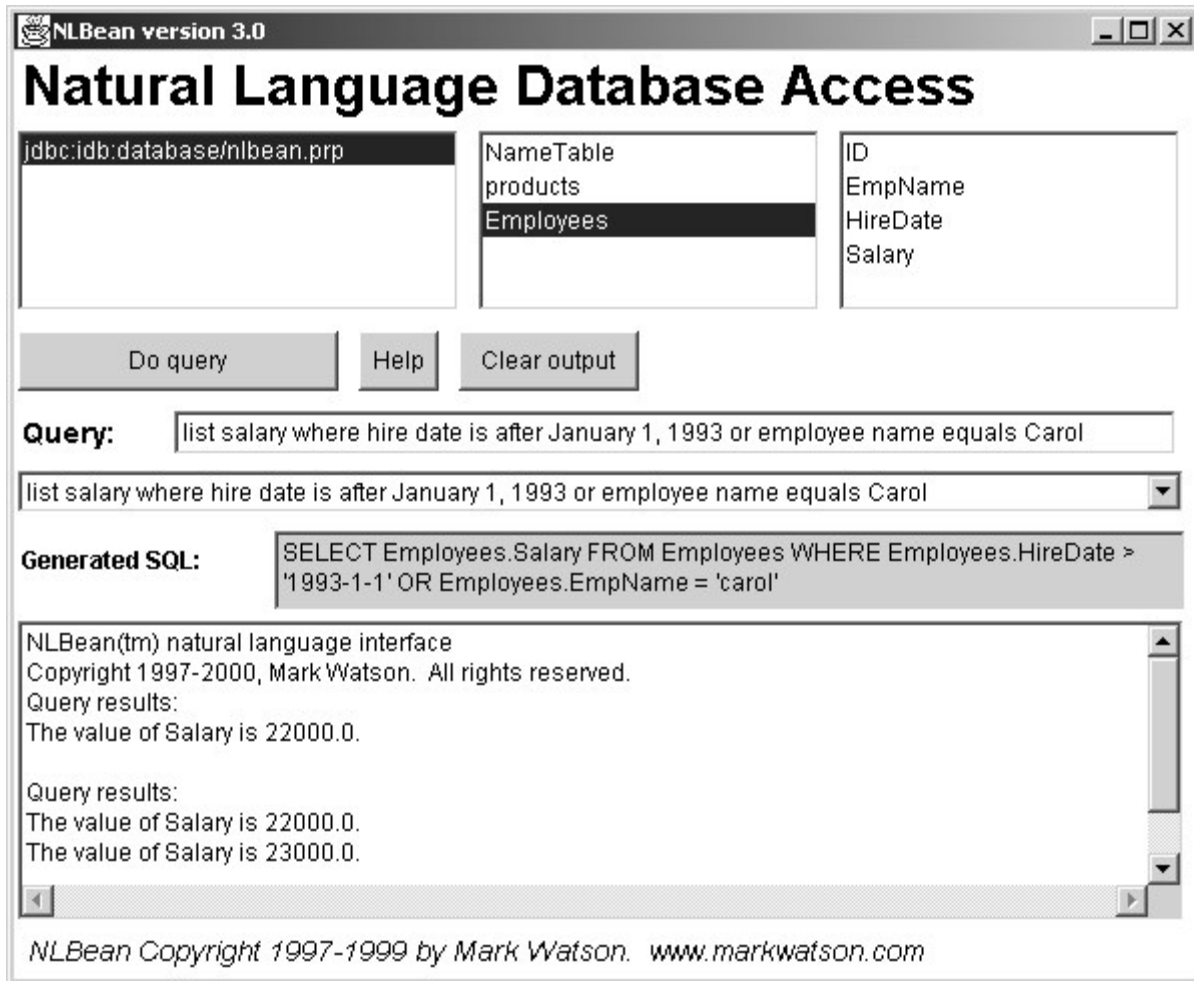 NLBean version 3.0
Natural Language Database Access
jdbc:idb:database/nlbean.prp
NameTable
products
Employees
ID
EmpName
HireDate
Salary
Do query
Help
Clear output
Query:
list salary where hire date is after January 1, 1993 or employee name equals Carol
list salary where hire date is after January 1, 1993 or employee name equals Carol
Generated SQL:
SELECT Employees.Salary FROM Employees WHERE Employees.HireDate >
'1993-1-1' OR Employees.EmpName = 'carol'
NLBean(tm) natural language interface
Copyright 1997-2000, Mark Watson.  All rights reserved.
Query results:
The value of Salary is 22000.0.
Query results:
The value of Salary is 22000.0.
The value of Salary is 23000.0.
NLBean Copyright 1997-1999 by Mark Watson.  www.markwatson.com